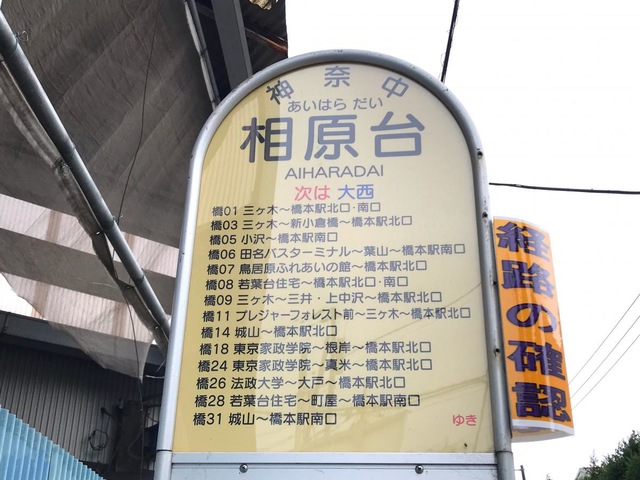 神奈中
あいはら だい
相原台
AIHARADAI
次は 大西
橋01 三ヶ木～橋本駅北口・南口
橋03 三ヶ木～新小倉橋～橋本駅北口
橋05 小沢～橋本駅南口
橋06 田名バスターミナル～葉山～橋本駅南口
橋07 鳥居原ふれあいの館～橋本駅北口
橋08 若葉台住宅～橋本駅北口・南口
橋09 三ヶ木～三井・上中沢～橋本駅北口
橋11 プレジャーフォレスト前～三ヶ木～橋本駅北口
橋14 城山～橋本駅北口
橋18 東京家政学院～根岸～橋本駅北口
橋24 東京家政学院～真米～橋本駅北口
橋26 法政大学～大戸～橋本駅北口
橋28 若葉台住宅～町屋～橋本駅南口
橋31 城山～橋本駅南口
ゆき
経路の確認